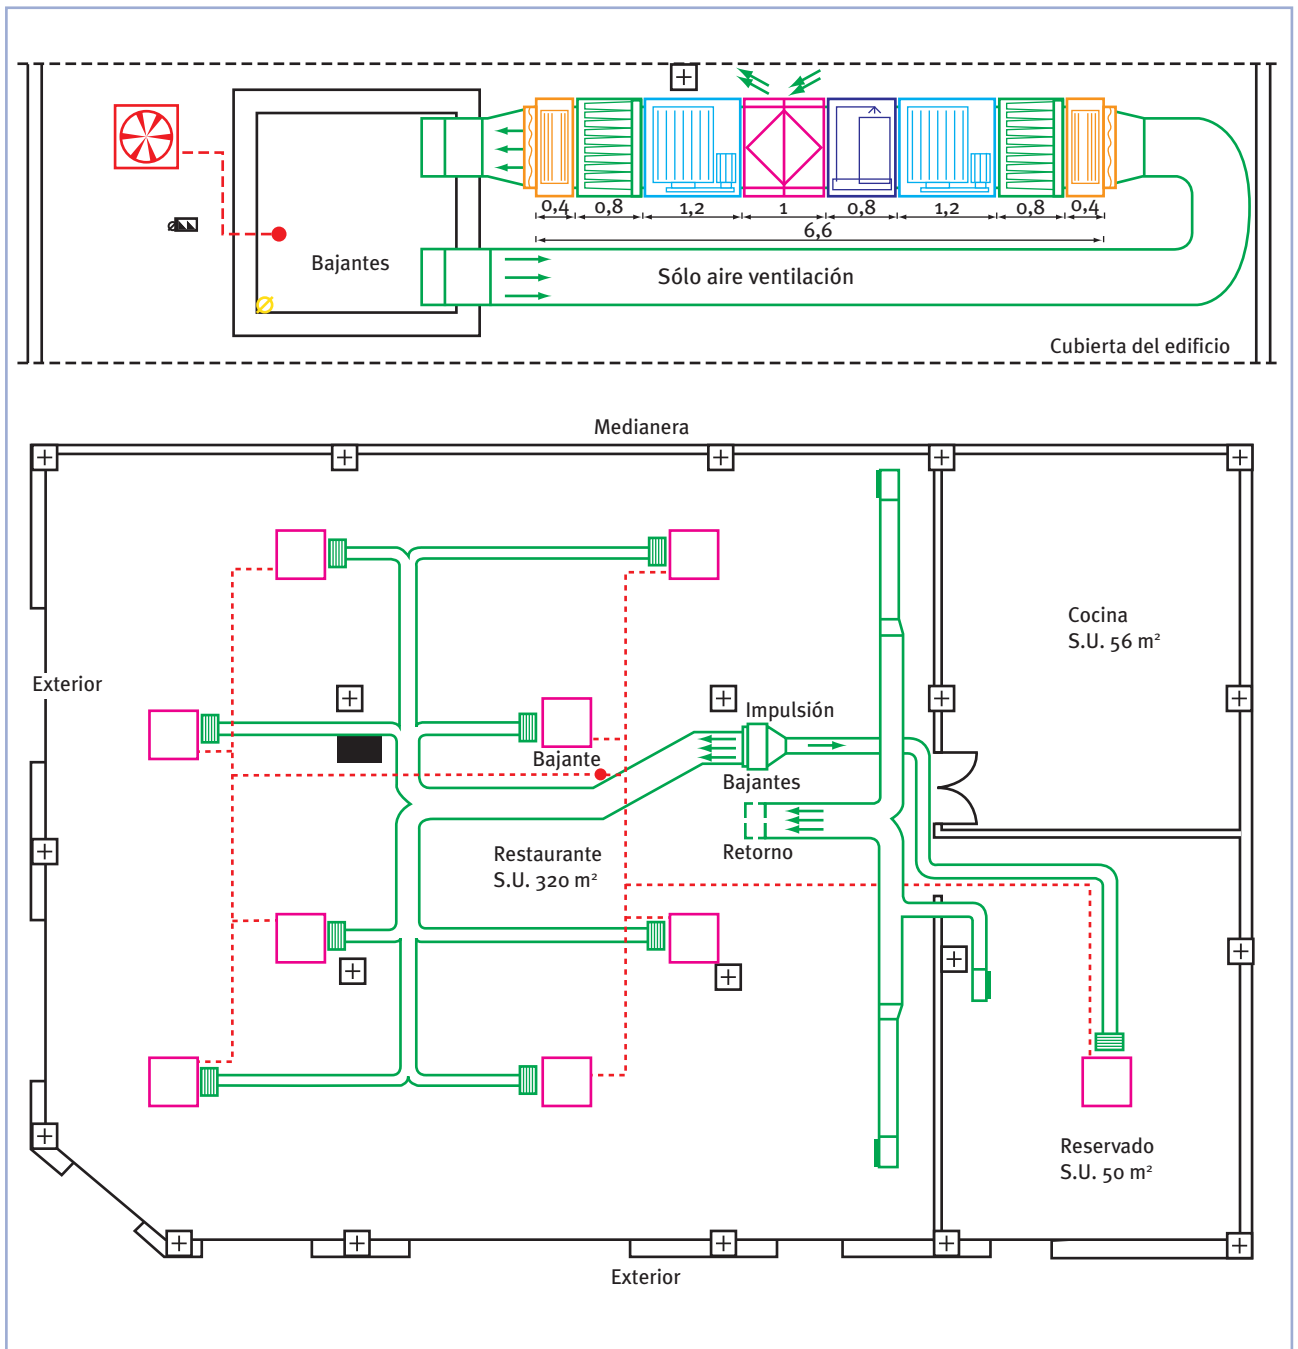 0,4 0,8 1,2 1 0,8 1,2 0,8 0,4
6,6
Bajantes
Sólo aire ventilación
Cubierta del edificio
Medianera
Cocina
S.U. 56 m²
Exterior
Impulsión
Bajante
Bajantes
Restaurante
S.U. 320 m²
Retorno
Reservado
S.U. 50 m²
Exterior